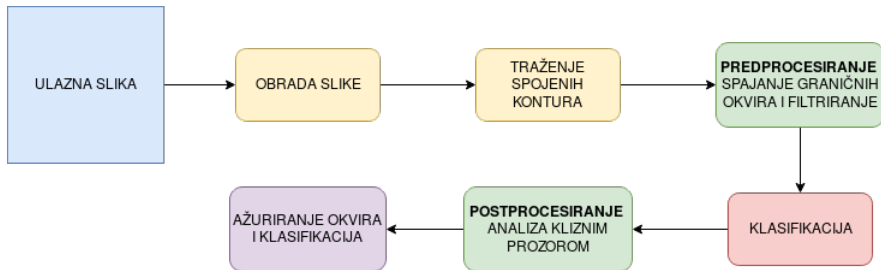 ULAZNA SLIKA
OBRADA SLIKE
TRAŽENJE
SPOJENIH
KONTURA
PREDPROCESIRANJE
SPAJANJE GRANIČNIH
OKVIRA I FILTRIRANJE
KLASIFIKACIJA
POSTPROCESIRANJE
ANALIZA KLIZNIM
PROZOROM
AŽURIRANJE OKVIRA
I KLASIFIKACIJA